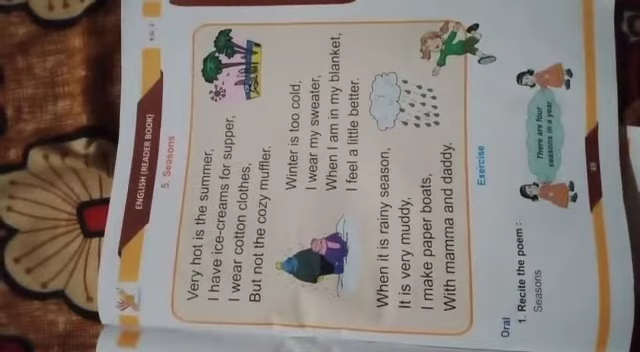 ENGLISH (READER BOOK)
K.G. 2
5. Seasons
Very hot is the summer,
I have ice-creams for supper,
I wear cotton clothes,
But not the cozy muffler.
Winter is too cold,
I wear my sweater,
When I am in my blanket,
I feel a little better.
When it is rainy season,
It is very muddy,
I make paper boats,
With mamma and daddy.
Exercise
Oral
1. Recite the poem :
Seasons
There are four
seasons in a year.